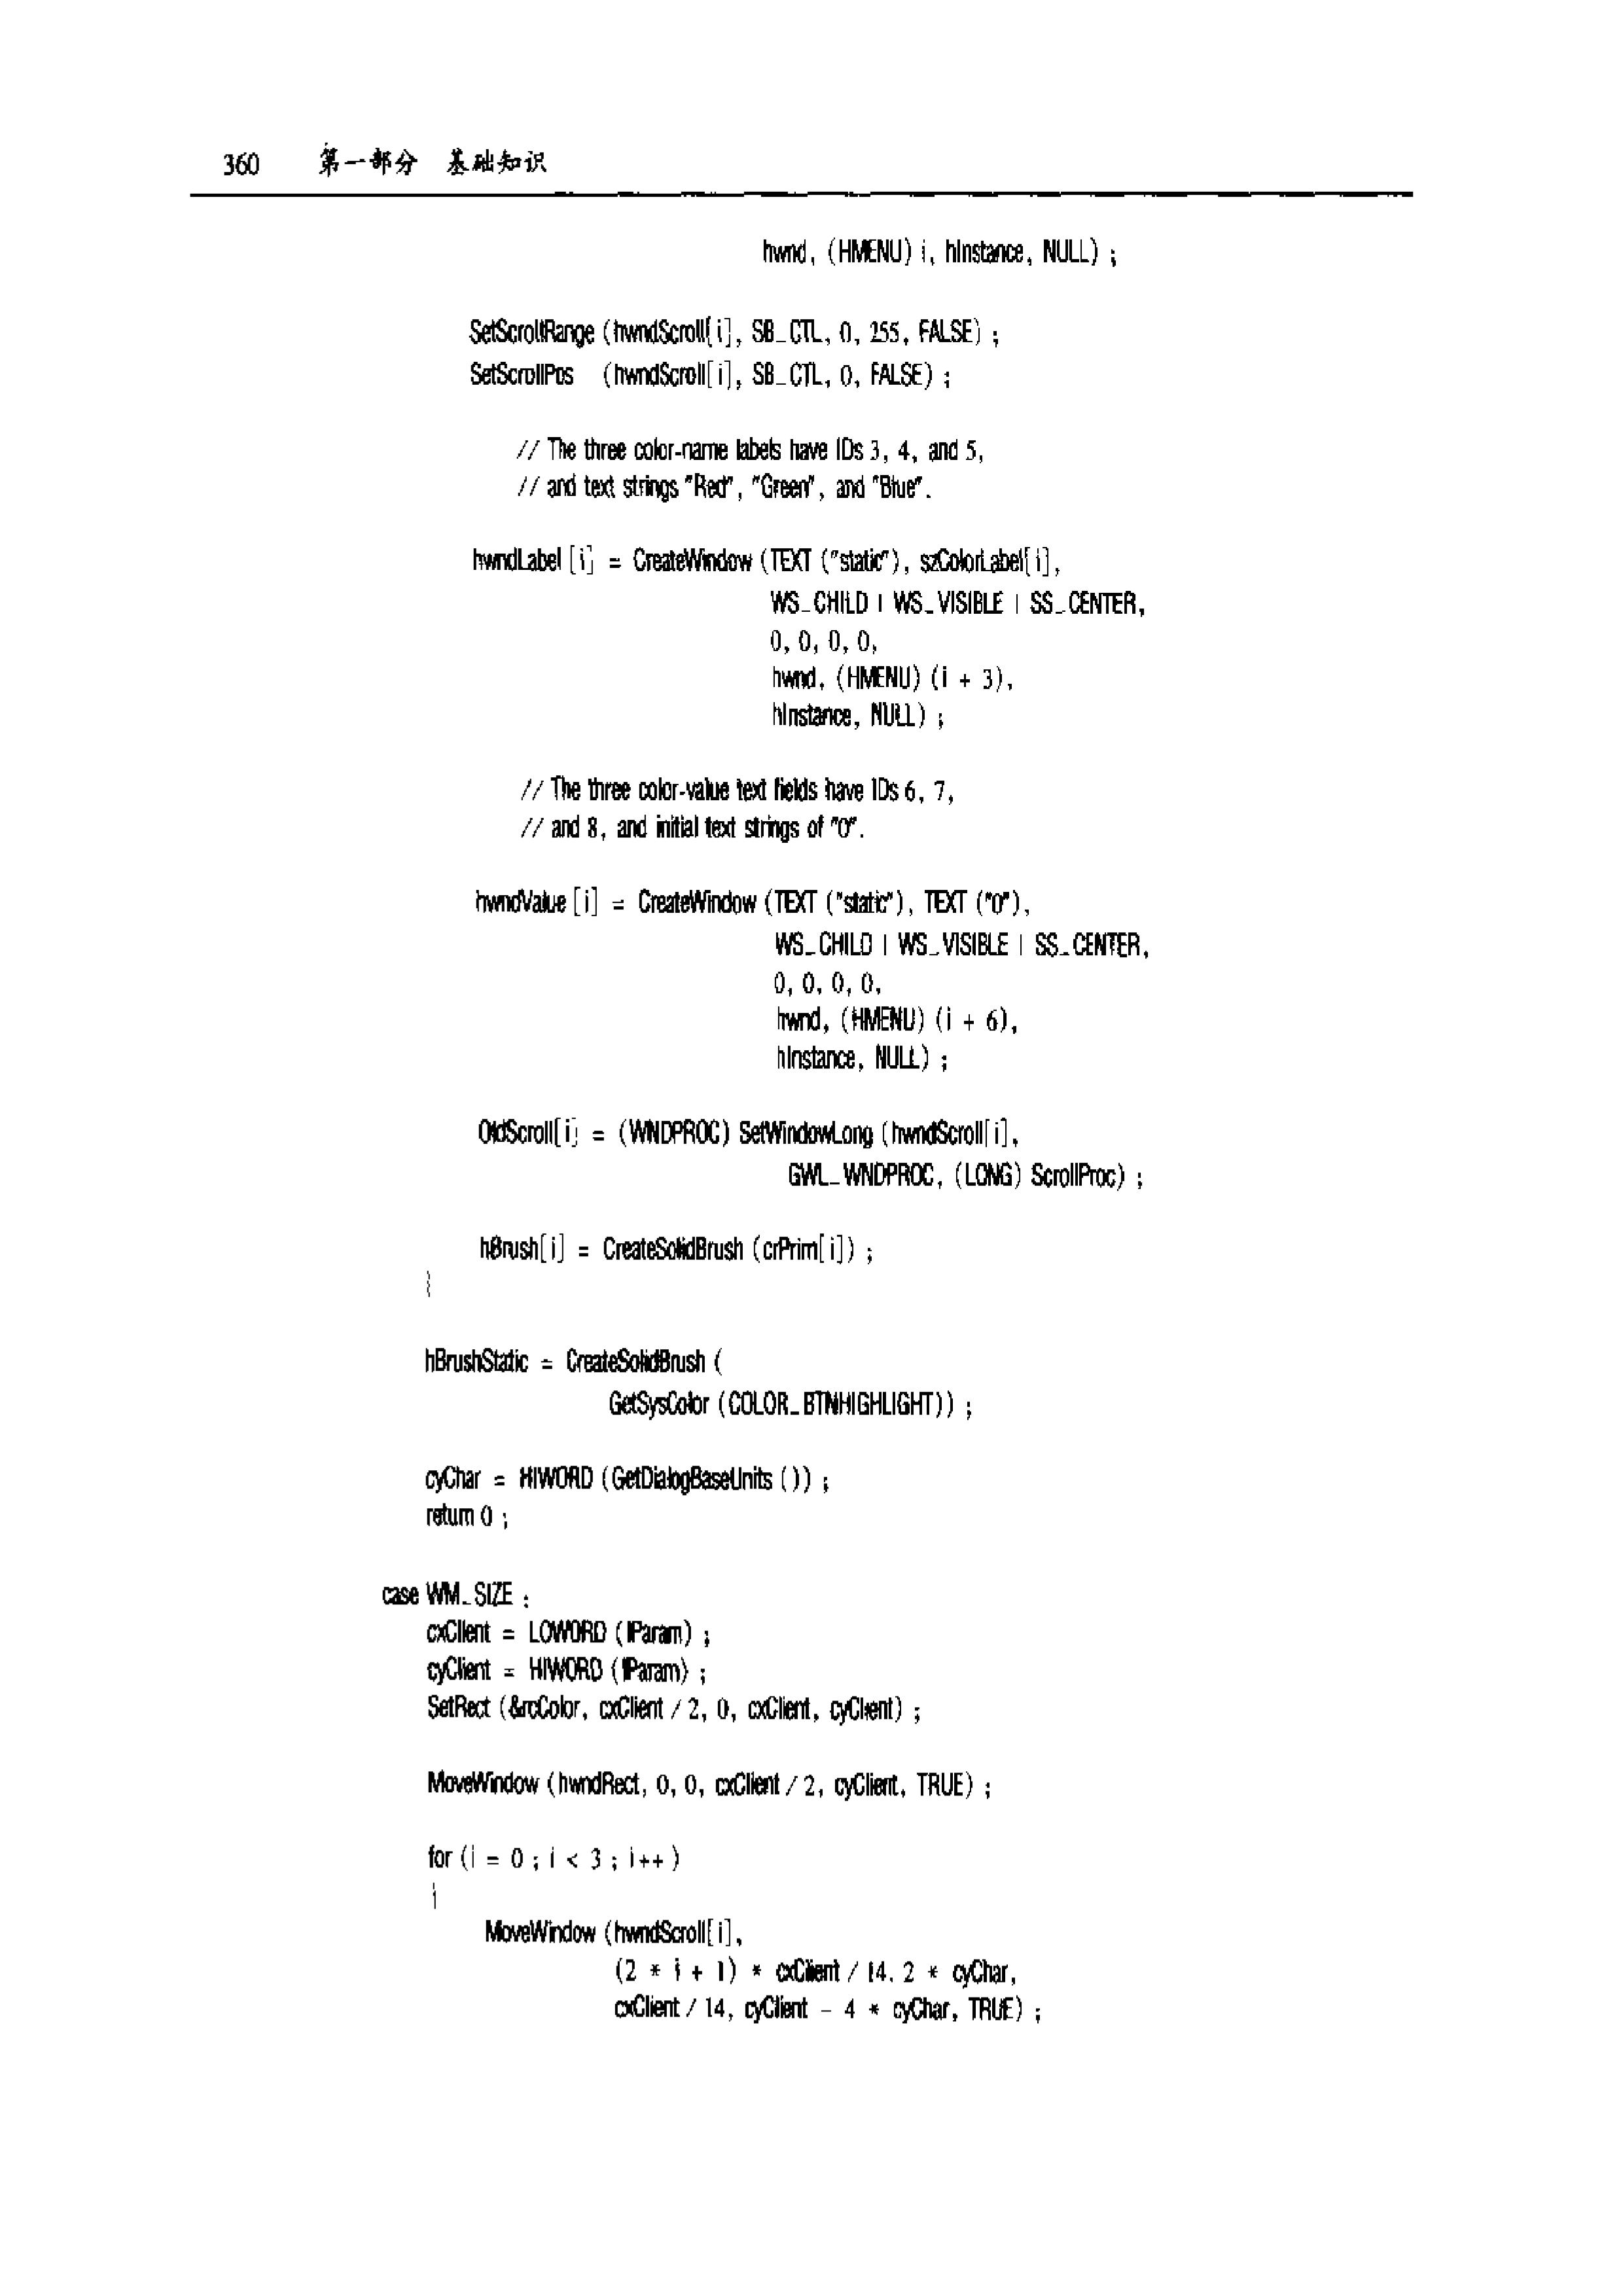 360 第一部分 基础知识
hwnd, (HMENU) i, hInstance, NULL) ;
SetScrollRange (hwndScroll[i], SB_CTL, 0, 255, FALSE) ;
SetScrollPos (hwndScroll[i], SB_CTL, 0, FALSE) ;
// The three color-name labels have IDs 3, 4, and 5,
// and text strings "Red", "Green", and "Blue".
hwndLabel [i] = CreateWindow (TEXT ("static"), szColorLabel[i],
WS_CHILD | WS_VISIBLE | SS_CENTER,
0, 0, 0, 0,
hwnd, (HMENU) (i + 3),
hInstance, NULL) ;
// The three color-value text fields have IDs 6, 7,
// and 8, and initial text strings of "0".
hwndValue [i] = CreateWindow (TEXT ("static"), TEXT ("0"),
WS_CHILD | WS_VISIBLE | SS_CENTER,
0, 0, 0, 0,
hwnd, (HMENU) (i + 6),
hInstance, NULL) ;
OldScroll[i] = (WNDPROC) SetWindowLong (hwndScroll[i],
GWL_WNDPROC, (LONG) ScrollProc) ;
hBrush[i] = CreateSolidBrush (crPrim[i]) ;
}
hBrushStatic = CreateSolidBrush (
GetSysColor (COLOR_BTNHIGHLIGHT)) ;
cyChar = HIWORD (GetDialogBaseUnits ()) ;
return 0 ;
case WM_SIZE :
cxClient = LOWORD (lParam) ;
cyClient = HIWORD (lParam) ;
SetRect (&rcColor, cxClient / 2, 0, cxClient, cyClient) ;
MoveWindow (hwndRect, 0, 0, cxClient / 2, cyClient, TRUE) ;
for (i = 0 ; i < 3 ; i++ )
{
MoveWindow (hwndScroll[i],
(2 * i + 1) * cxClient / 14, 2 * cyChar,
cxClient / 14, cyClient - 4 * cyChar, TRUE) ;